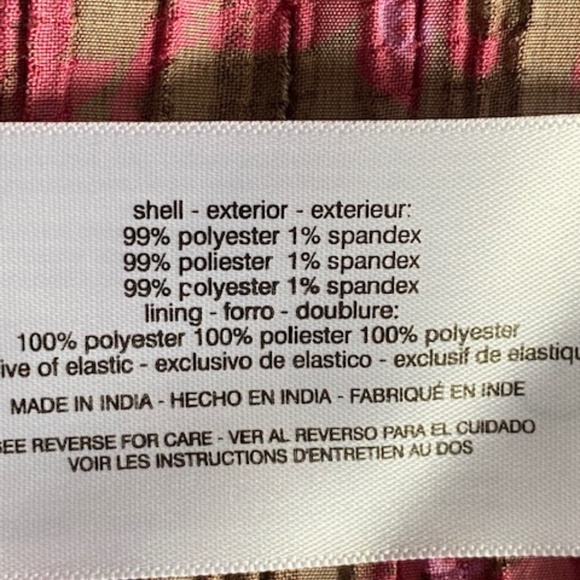 shell - exterior - exterieur:
99% polyester 1% spandex
99% poliester 1% spandex
99% polyester 1% spandex
lining - forro - doublure:
100% polyester 100% poliester 100% polyester
ive of elastic - exclusivo de elastico - exclusif de elastiqu
MADE IN INDIA - HECHO EN INDIA - FABRIQUÉ EN INDE
SEE REVERSE FOR CARE - VER AL REVERSO PARA EL CUIDADO
VOIR LES INSTRUCTIONS D'ENTRETIEN AU DOS